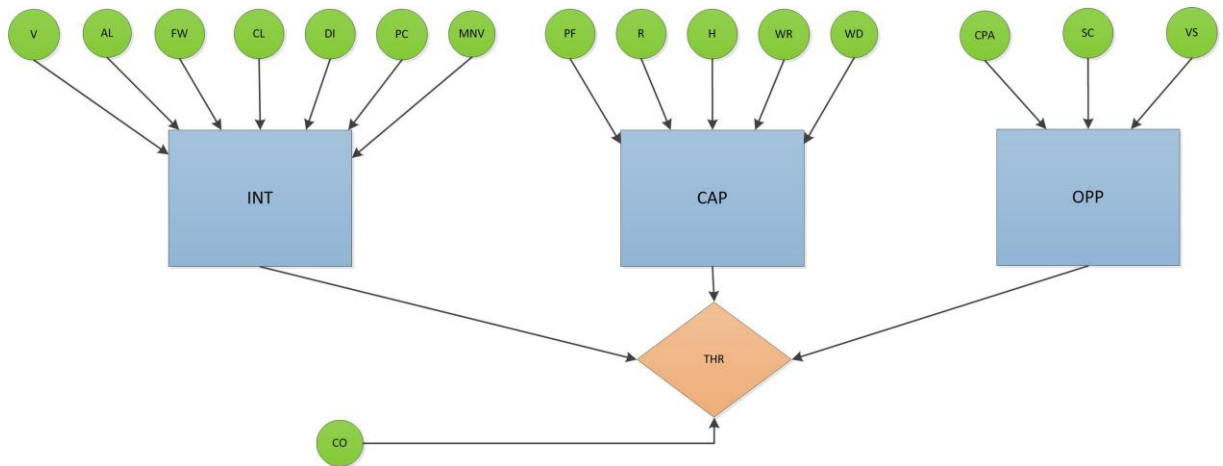 V
AL
FW
CL
DI
PC
MNV
PF
R
H
WR
WD
CPA
SC
VS
INT
CAP
OPP
THR
CO